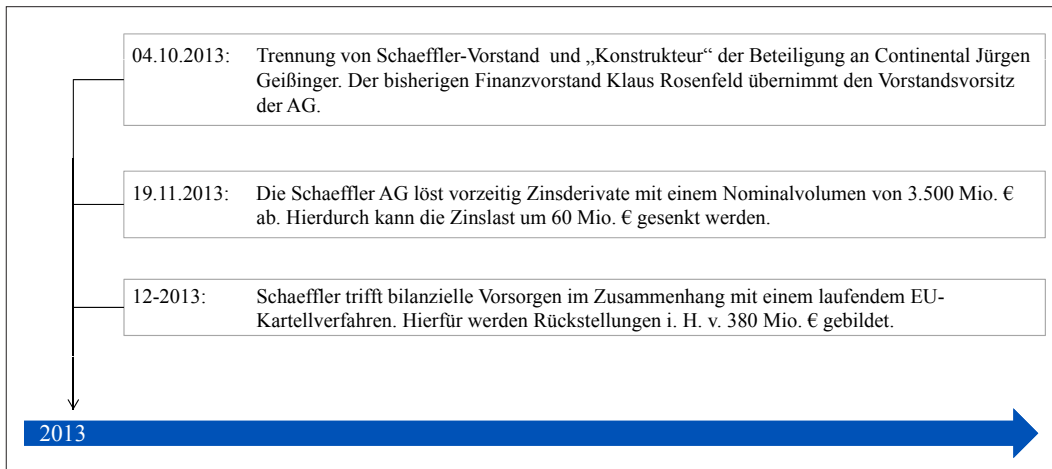 04.10.2013: Trennung von Schaeffler-Vorstand und „Konstrukteur“ der Beteiligung an Continental Jürgen
Geißinger. Der bisherigen Finanzvorstand Klaus Rosenfeld übernimmt den Vorstandsvorsitz
der AG.
19.11.2013: Die Schaeffler AG löst vorzeitig Zinsderivate mit einem Nominalvolumen von 3.500 Mio. €
ab. Hierdurch kann die Zinslast um 60 Mio. € gesenkt werden.
12-2013: Schaeffler trifft bilanzielle Vorsorgen im Zusammenhang mit einem laufendem EU-
Kartellverfahren. Hierfür werden Rückstellungen i. H. v. 380 Mio. € gebildet.
2013